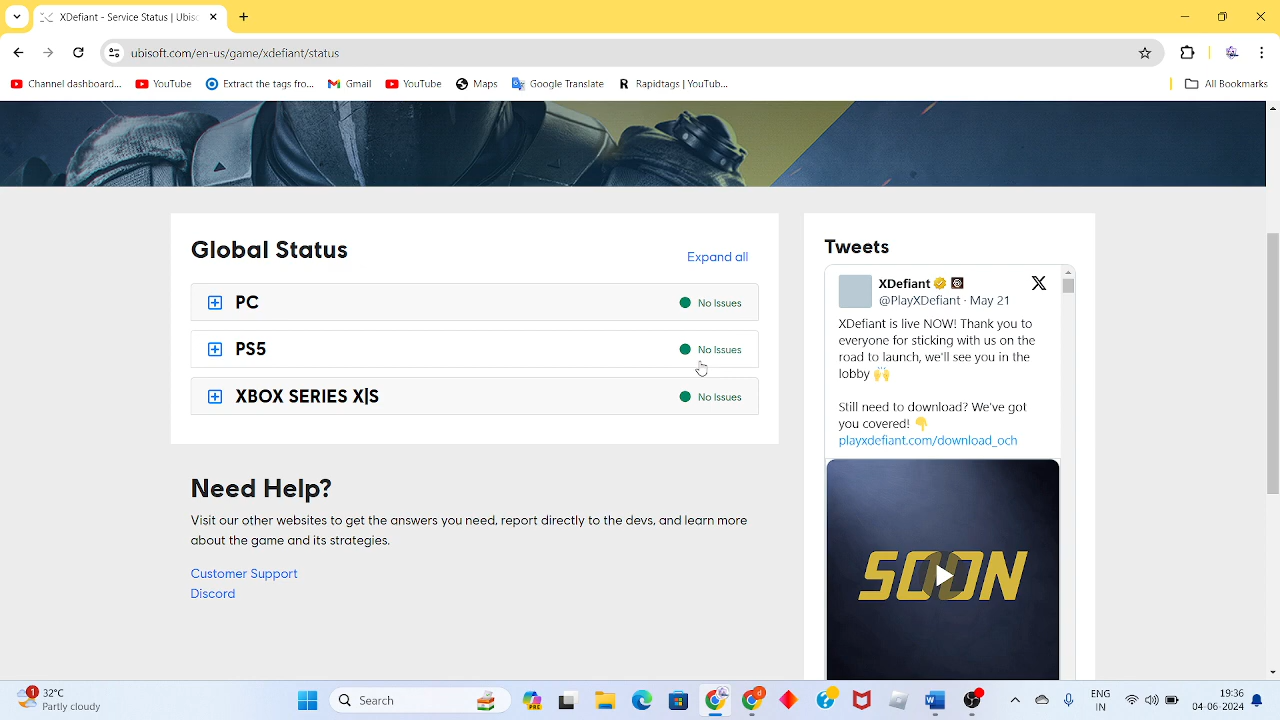 XDefiant - Service Status | Ubis
ubisoft.com/en-us/game/xdefiant/status
Channel dashboard...
YouTube
Extract the tags fro...
Gmail
YouTube
Maps
Google Translate
Rapidtags | YouTub...
All Bookmarks
Global Status
Expand all
PC
No Issues
PS5
No Issues
XBOX SERIES X|S
No Issues
Need Help?
Visit our other websites to get the answers you need, report directly to the devs, and learn more
about the game and its strategies.
Customer Support
Discord
Tweets
XDefiant
@PlayXDefiant · May 21
XDefiant is live NOW! Thank you to
everyone for sticking with us on the
road to launch, we'll see you in the
lobby 🙌
Still need to download? We've got
you covered! 👇
playxdefiant.com/download_och
SOON
1
32°C
Partly cloudy
Search
ENG
IN
19:36
04-06-2024